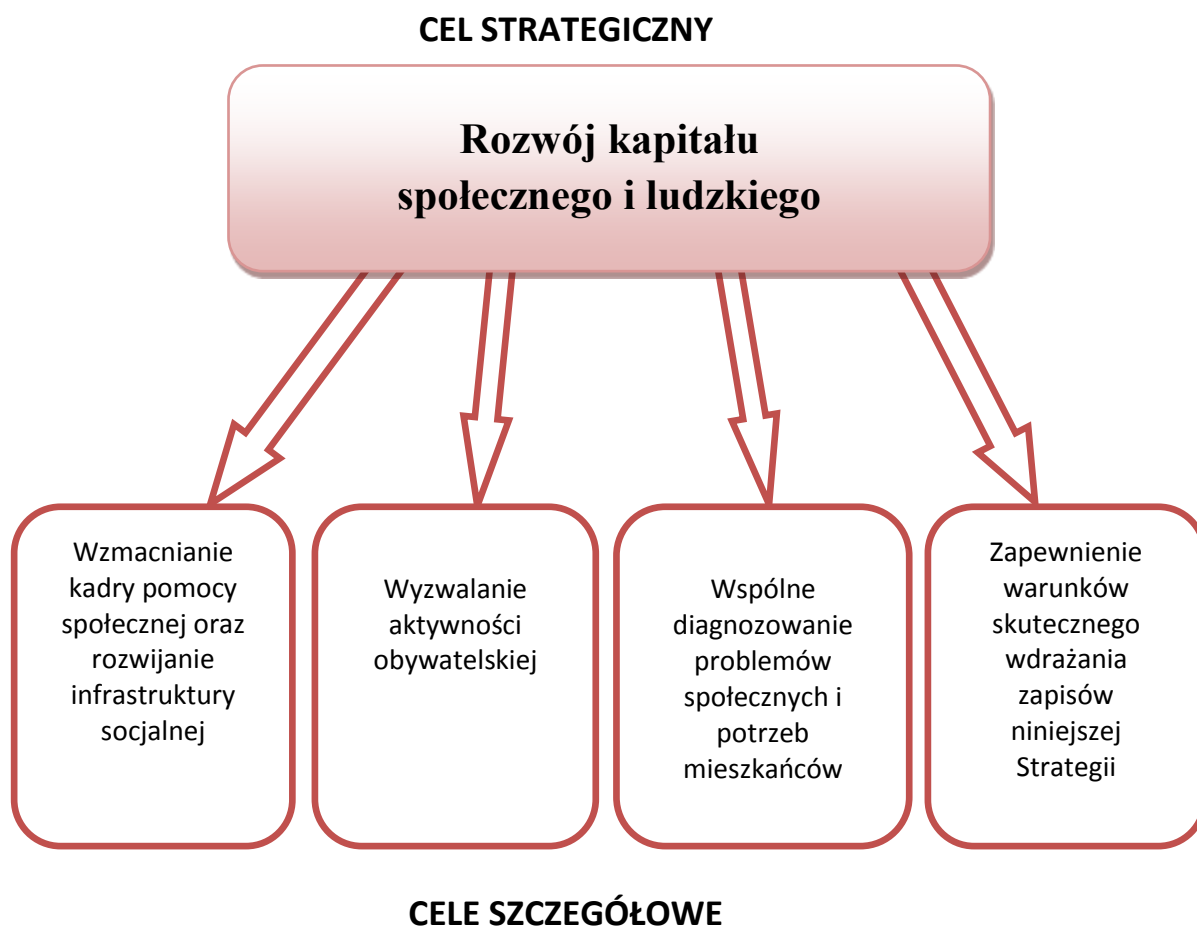 CEL STRATEGICZNY
Rozwój kapitału
społecznego i ludzkiego
Wzmacnianie
kadry pomocy
społecznej oraz
rozwijanie
infrastruktury
socjalnej
Wyzwalanie
aktywności
obywatelskiej
Wspólne
diagnozowanie
problemów
społecznych i
potrzeb
mieszkańców
Zapewnienie
warunków
skutecznego
wdrażania
zapisów
niniejszej
Strategii
CELE SZCZEGÓŁOWE